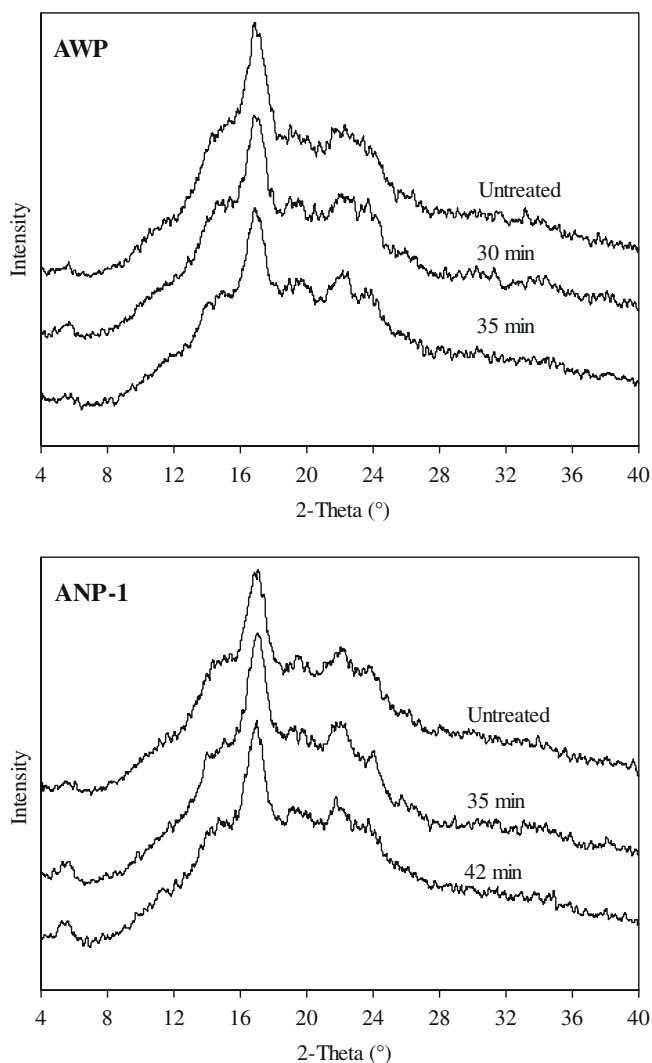 AWP
Intensity
Untreated
30 min
35 min
4 8 12 16 20 24 28 32 36 40
2-Theta (°)
ANP-1
Intensity
Untreated
35 min
42 min
4 8 12 16 20 24 28 32 36 40
2-Theta (°)